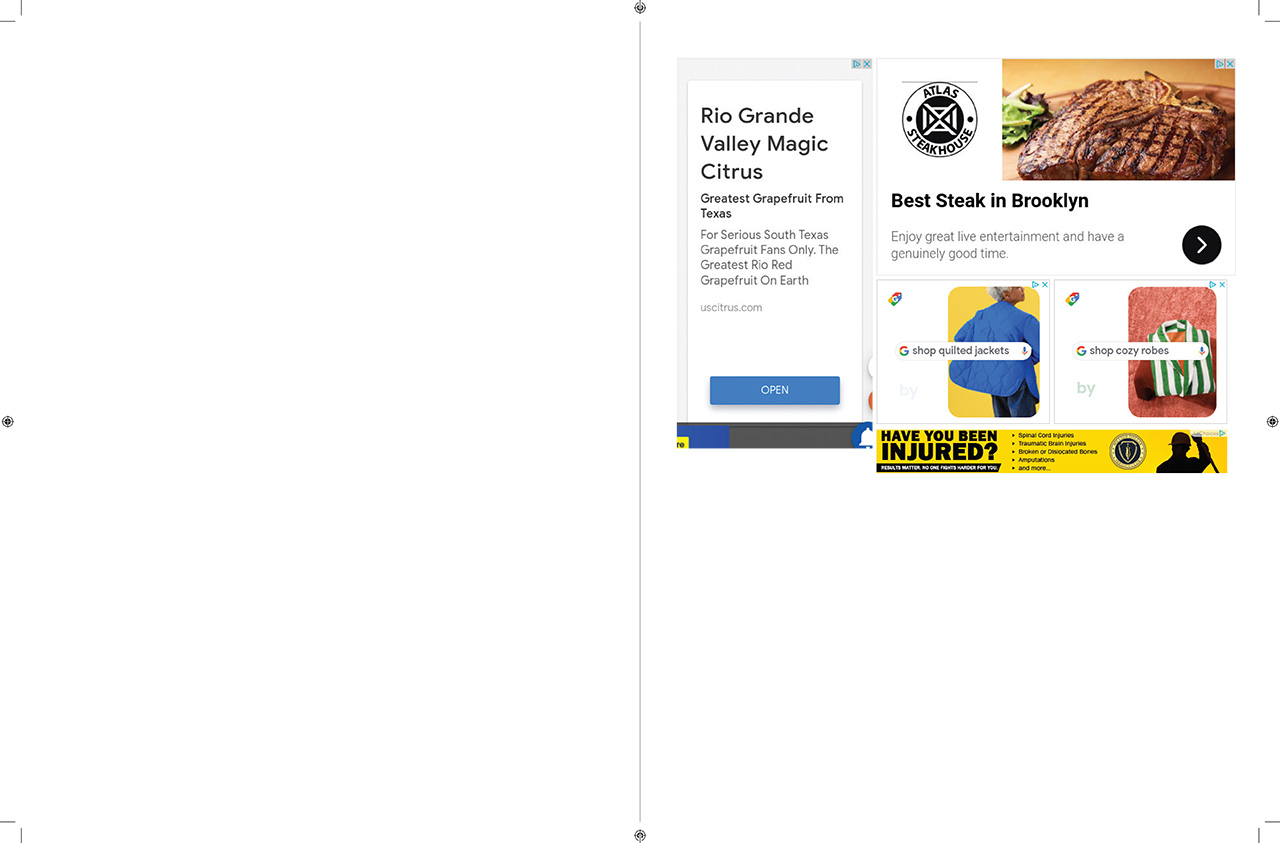 Rio Grande
Valley Magic
Citrus
Greatest Grapefruit From
Texas
For Serious South Texas
Grapefruit Fans Only. The
Greatest Rio Red
Grapefruit On Earth
uscitrus.com
OPEN
re
ATLAS
STEAKHOUSE
Best Steak in Brooklyn
Enjoy great live entertainment and have a
genuinely good time.
shop quilted jackets
by
shop cozy robes
by
HAVE YOU BEEN
INJURED?
RESULTS MATTER. NO ONE FIGHTS HARDER FOR YOU.
Spinal Cord Injuries
Traumatic Brain Injuries
Broken or Dislocated Bones
Amputations
and more...